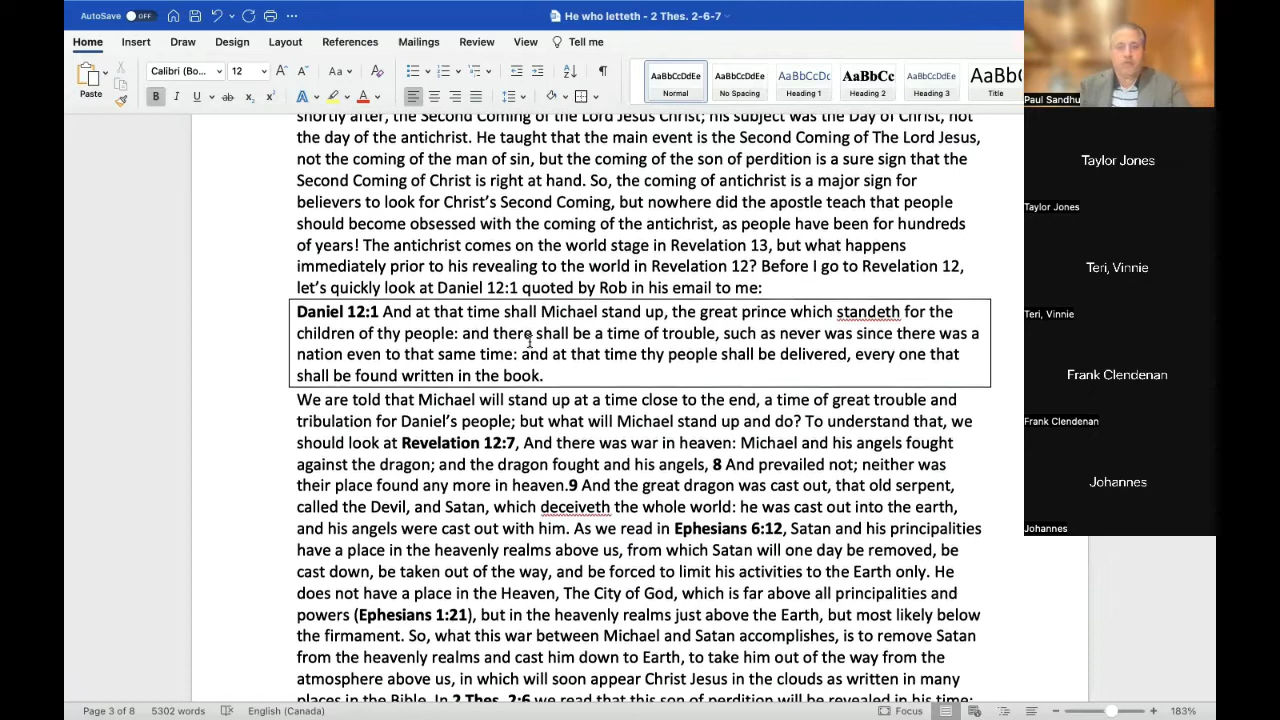 AutoSave OFF
He who letteth - 2 Thes. 2-6-7
Home Insert Draw Design Layout References Mailings Review View Tell me
Paste
Calibri (Bo... 12
AaBbCcDdEe AaBbCcDdEe AaBbCcDc AaBbCc AaBbCcDdEe AaBb(
Normal No Spacing Heading 1 Heading 2 Heading 3 Title
shortly after, the Second Coming of the Lord Jesus Christ; his subject was the Day of Christ, not
the day of the antichrist. He taught that the main event is the Second Coming of The Lord Jesus,
not the coming of the man of sin, but the coming of the son of perdition is a sure sign that the
Second Coming of Christ is right at hand. So, the coming of antichrist is a major sign for
believers to look for Christ's Second Coming, but nowhere did the apostle teach that people
should become obsessed with the coming of the antichrist, as people have been for hundreds
of years! The antichrist comes on the world stage in Revelation 13, but what happens
immediately prior to his revealing to the world in Revelation 12? Before I go to Revelation 12,
let's quickly look at Daniel 12:1 quoted by Rob in his email to me:
Daniel 12:1 And at that time shall Michael stand up, the great prince which standeth for the
children of thy people: and there shall be a time of trouble, such as never was since there was a
nation even to that same time: and at that time thy people shall be delivered, every one that
shall be found written in the book.
We are told that Michael will stand up at a time close to the end, a time of great trouble and
tribulation for Daniel's people; but what will Michael stand up and do? To understand that, we
should look at Revelation 12:7, And there was war in heaven: Michael and his angels fought
against the dragon; and the dragon fought and his angels, 8 And prevailed not; neither was
their place found any more in heaven.9 And the great dragon was cast out, that old serpent,
called the Devil, and Satan, which deceiveth the whole world: he was cast out into the earth,
and his angels were cast out with him. As we read in Ephesians 6:12, Satan and his principalities
have a place in the heavenly realms above us, from which Satan will one day be removed, be
cast down, be taken out of the way, and be forced to limit his activities to the Earth only. He
does not have a place in the Heaven, The City of God, which is far above all principalities and
powers (Ephesians 1:21), but in the heavenly realms just above the Earth, but most likely below
the firmament. So, what this war between Michael and Satan accomplishes, is to remove Satan
from the heavenly realms and cast him down to Earth, to take him out of the way from the
atmosphere above us, in which will soon appear Christ Jesus in the clouds as written in many
places in the Bible. In 2 Thes. 2:6 we read that this son of perdition will be revealed in his time;
Page 3 of 8 5302 words English (Canada) Focus 183%
Paul Sandhu
Taylor Jones
Taylor Jones
Teri, Vinnie
Teri, Vinnie
Frank Clendenan
Frank Clendenan
Johannes
Johannes